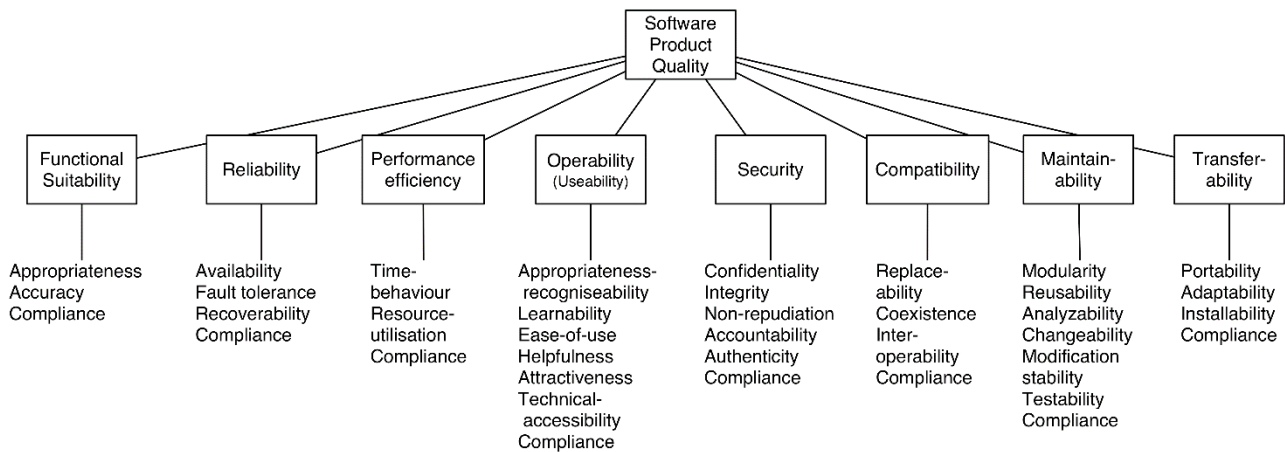 Software
Product
Quality
Functional
Suitability
Reliability
Performance
efficiency
Operability
(Useability)
Security
Compatibility
Maintain-
ability
Transfer-
ability
Appropriateness
Accuracy
Compliance
Availability
Fault tolerance
Recoverability
Compliance
Time-
behaviour
Resource-
utilisation
Compliance
Appropriateness-
recogniseability
Learnability
Ease-of-use
Helpfulness
Attractiveness
Technical-
accessibility
Compliance
Confidentiality
Integrity
Non-repudiation
Accountability
Authenticity
Compliance
Replace-
ability
Coexistence
Inter-
operability
Compliance
Modularity
Reusability
Analyzability
Changeability
Modification
stability
Testability
Compliance
Portability
Adaptability
Installability
Compliance